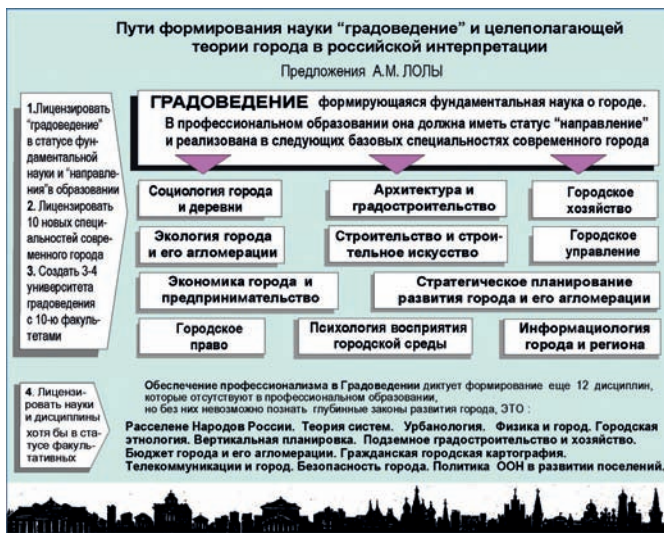 Пути формирования науки “градоведение” и целеполагающей
теории города в российской интерпретации
Предложения А.М. ЛОЛЫ
1.Лицензировать
“градоведение”
в статусе фун-
даментальной
науки и “направле-
ния”в образовании
2. Лицензировать
10 новых специ-
альностей совре-
менного города
3. Создать 3-4
университета
градоведения
с 10-ю факуль-
тетами
ГРАДОВЕДЕНИЕ формирующаяся фундаментальная наука о городе.
В профессиональном образовании она должна иметь статус “направление”
и реализована в следующих базовых специальностях современного города
Социология города
и деревни
Архитектура и
градостроительство
Городское
хозяйство
Экология города
и его агломерации
Строительство и строи-
тельное искусство
Городское
управление
Экономика города и
предпринимательство
Стратегическое планирование
развития города и его агломерации
Городское
право
Психология восприятия
городской среды
Информациология
города и региона
4. Лицензи-
ровать науки
и дисциплины
хотя бы в ста-
тусе факуль-
тативных
Обеспечение профессионализма в Градоведении диктует формирование еще 12 дисциплин,
которые отсутствуют в профессиональном образовании,
но без них невозможно познать глубинные законы развития города, ЭТО :
Расселене Народов России. Теория систем. Урбанология. Физика и город. Городская
этнология. Вертикальная планировка. Подземное градостроительство и хозяйство.
Бюджет города и его агломерации. Гражданская городская картография.
Телекоммуникации и город. Безопасность города. Политика ООН в развитии поселений.